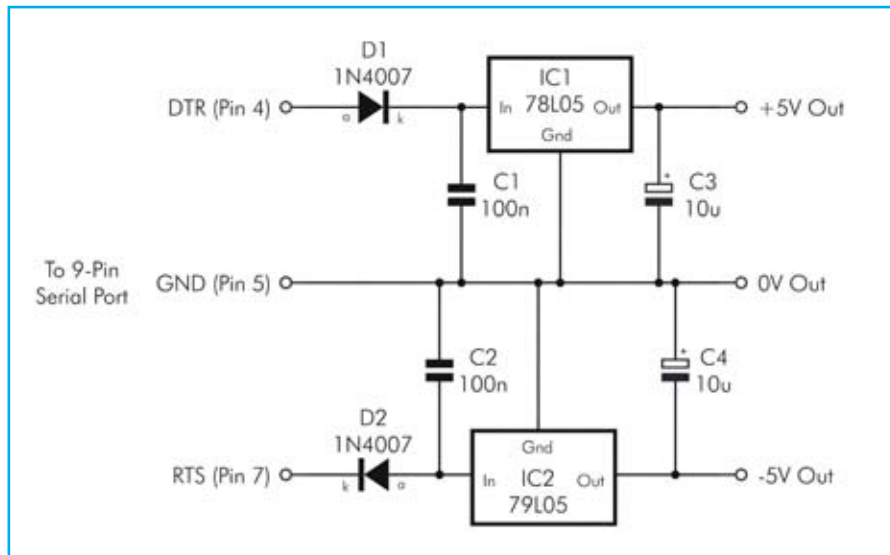 D1
1N4007
DTR (Pin 4)
a
k
IC1
78L05
In
Out
Gnd
+5V Out
C1
100n
+
C3
10u
To 9-Pin
Serial Port
GND (Pin 5)
0V Out
C2
100n
+
C4
10u
D2
1N4007
RTS (Pin 7)
k
a
Gnd
In
IC2
79L05
Out
-5V Out